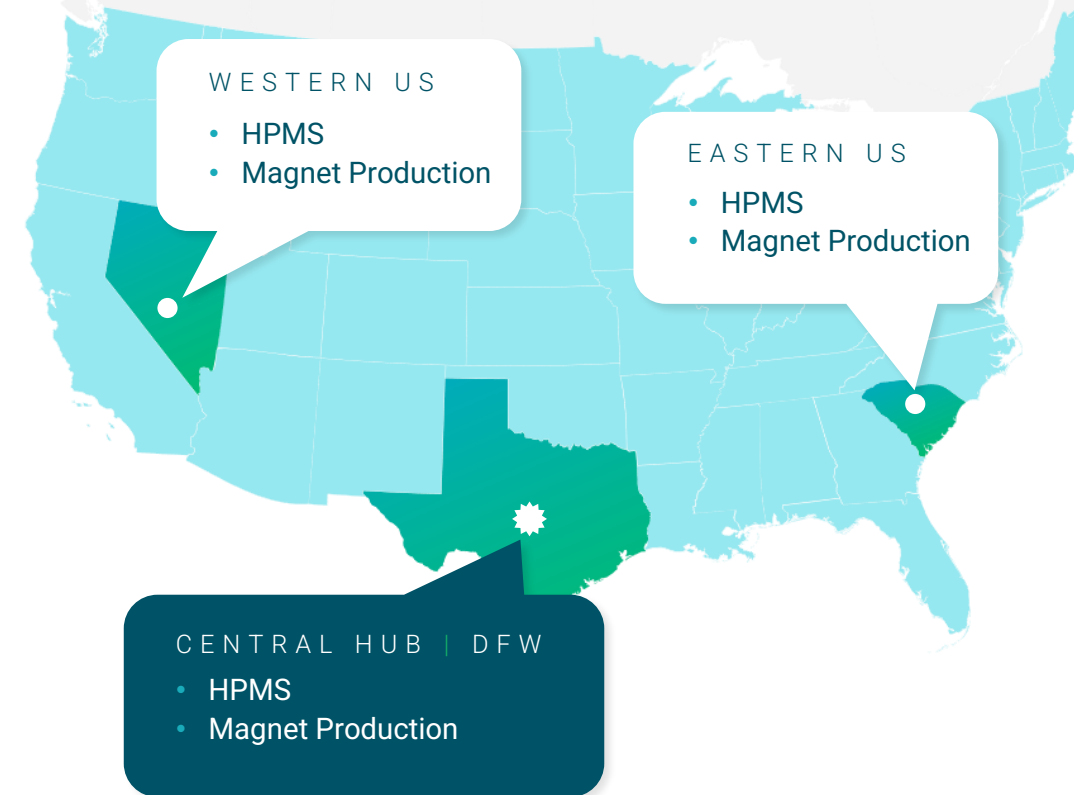 WESTERN US
• HPMS
• Magnet Production
EASTERN US
• HPMS
• Magnet Production
CENTRAL HUB | DFW
• HPMS
• Magnet Production